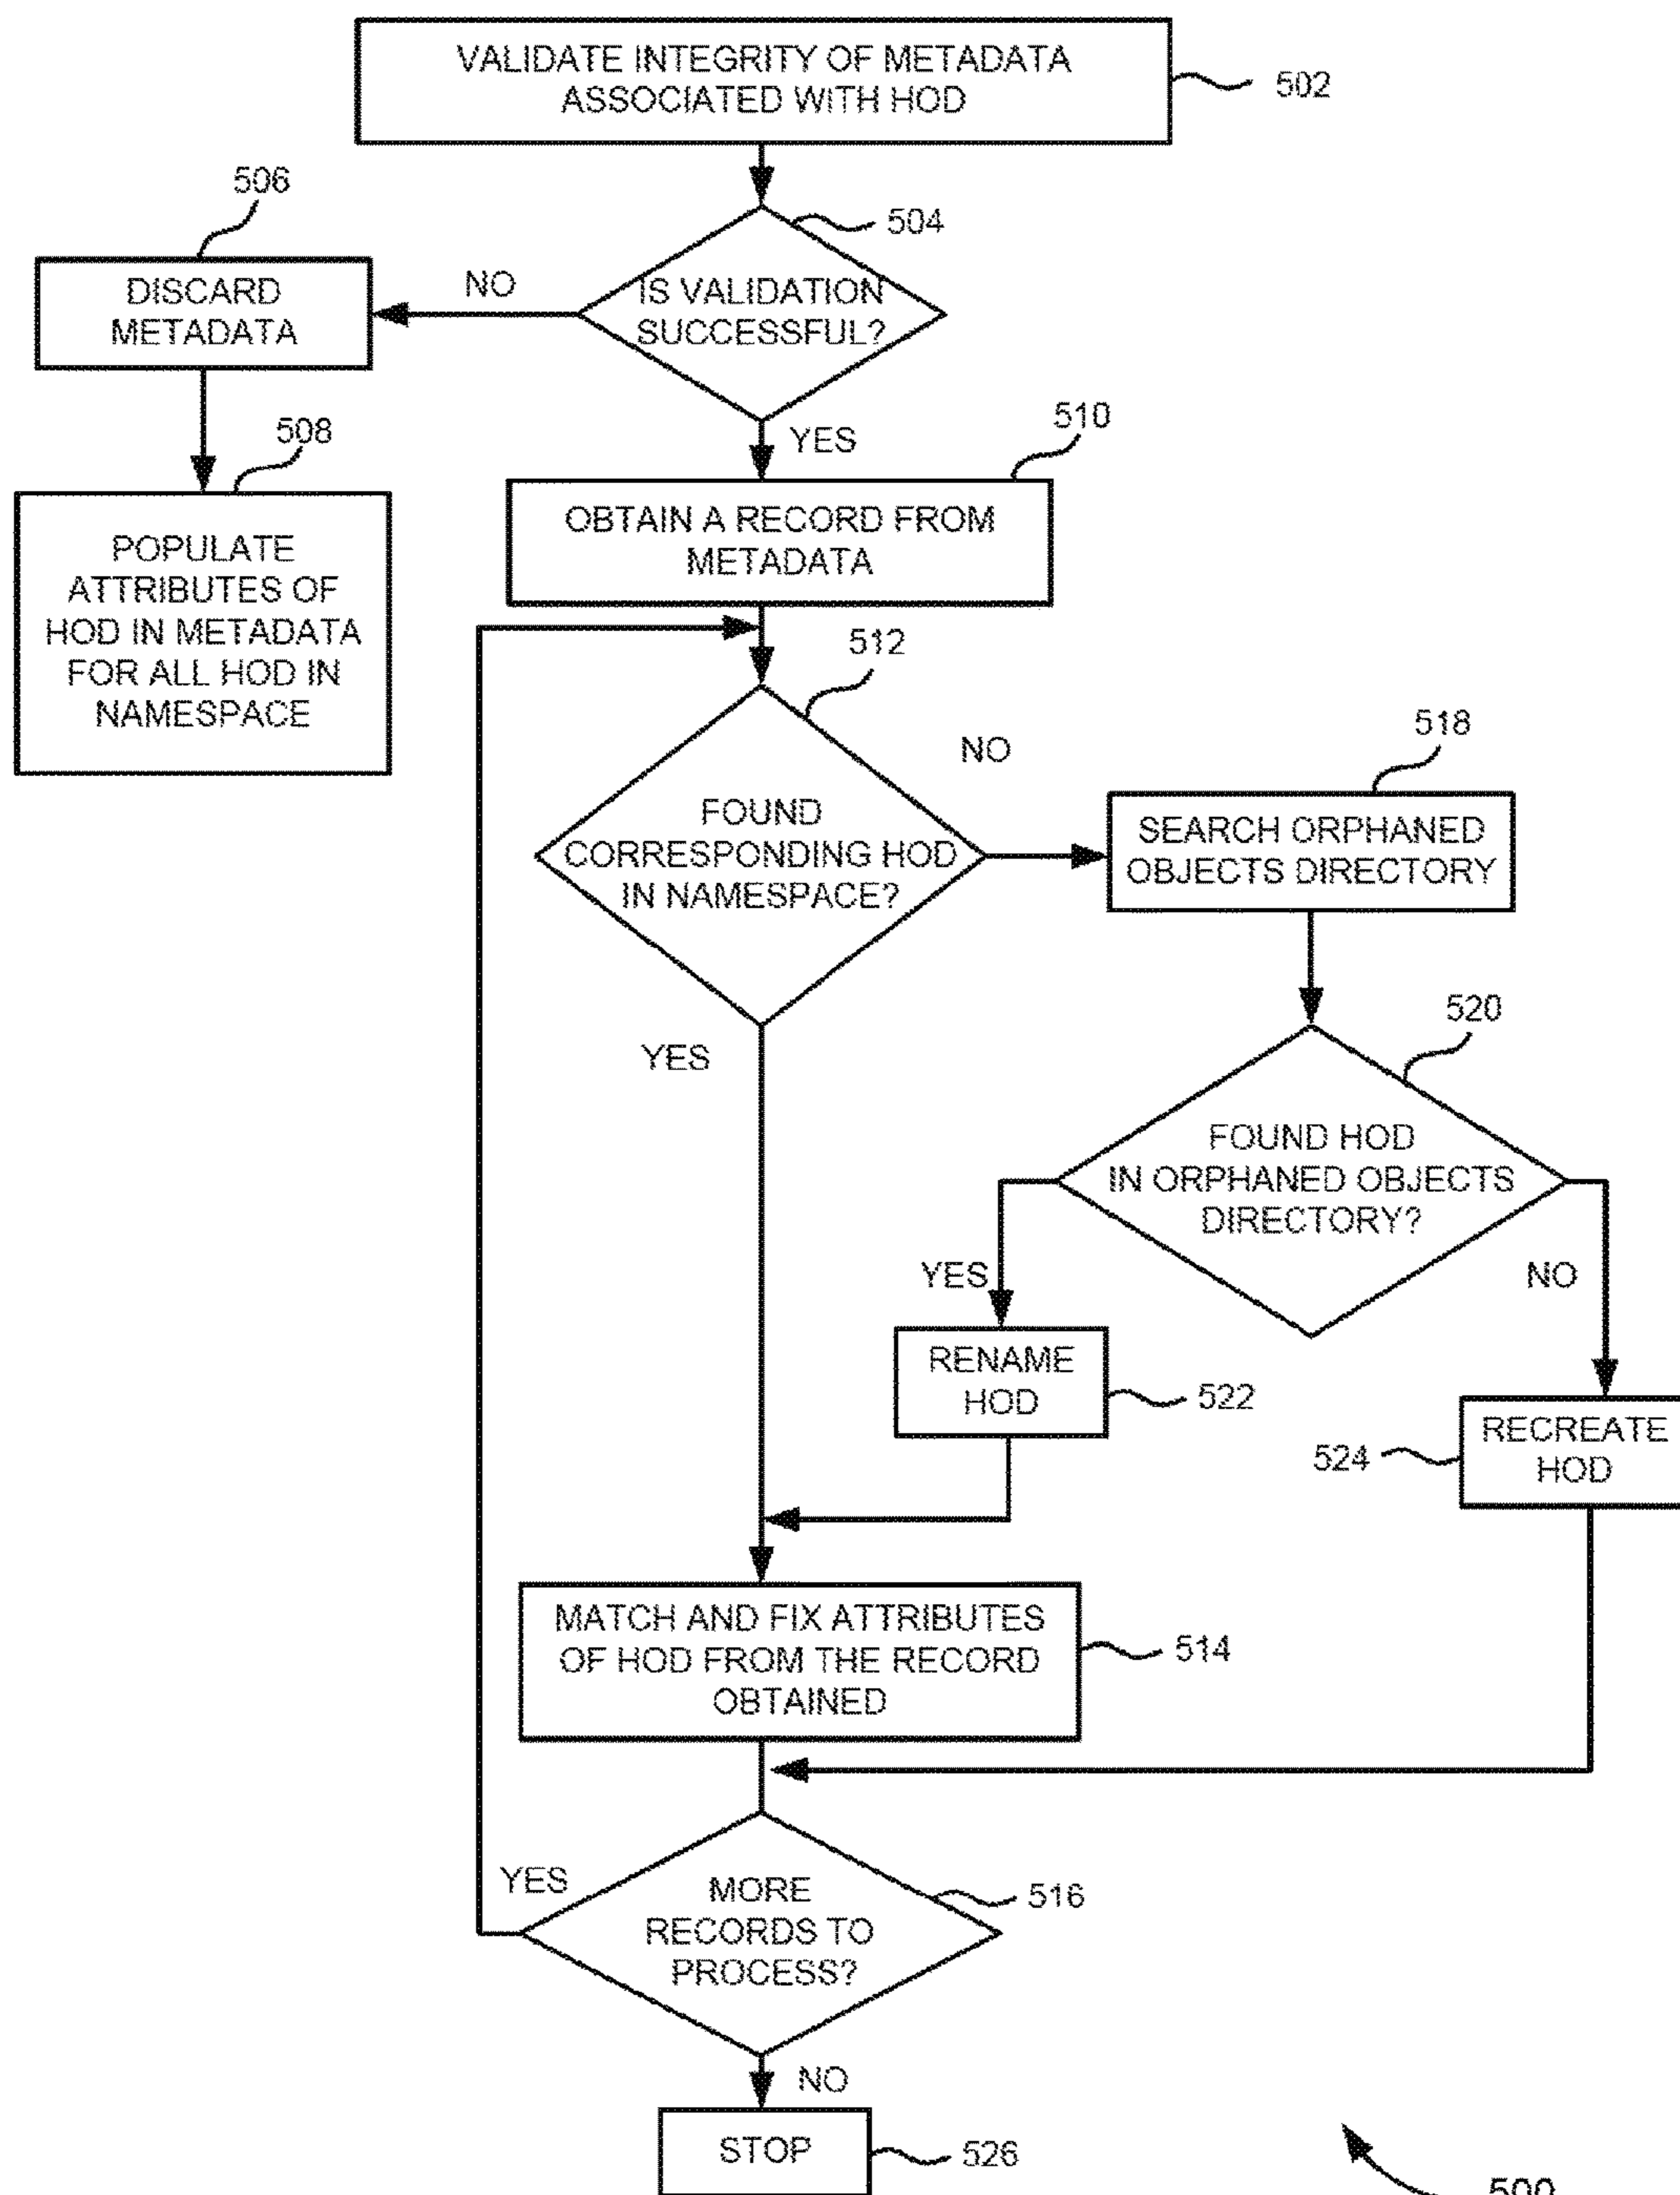 VALIDATE INTEGRITY OF METADATA
ASSOCIATED WITH HOD
502
506
504
DISCARD
METADATA
NO
IS VALIDATION
SUCCESSFUL?
508
YES
510
POPULATE
ATTRIBUTES OF
HOD IN METADATA
FOR ALL HOD IN
NAMESPACE
OBTAIN A RECORD FROM
METADATA
512
NO
518
FOUND
CORRESPONDING HOD
IN NAMESPACE?
SEARCH ORPHANED
OBJECTS DIRECTORY
520
YES
FOUND HOD
IN ORPHANED OBJECTS
DIRECTORY?
YES
NO
RENAME
HOD
522
524
RECREATE
HOD
MATCH AND FIX ATTRIBUTES
OF HOD FROM THE RECORD
OBTAINED
514
YES
MORE
RECORDS TO
PROCESS?
516
NO
STOP
526
500